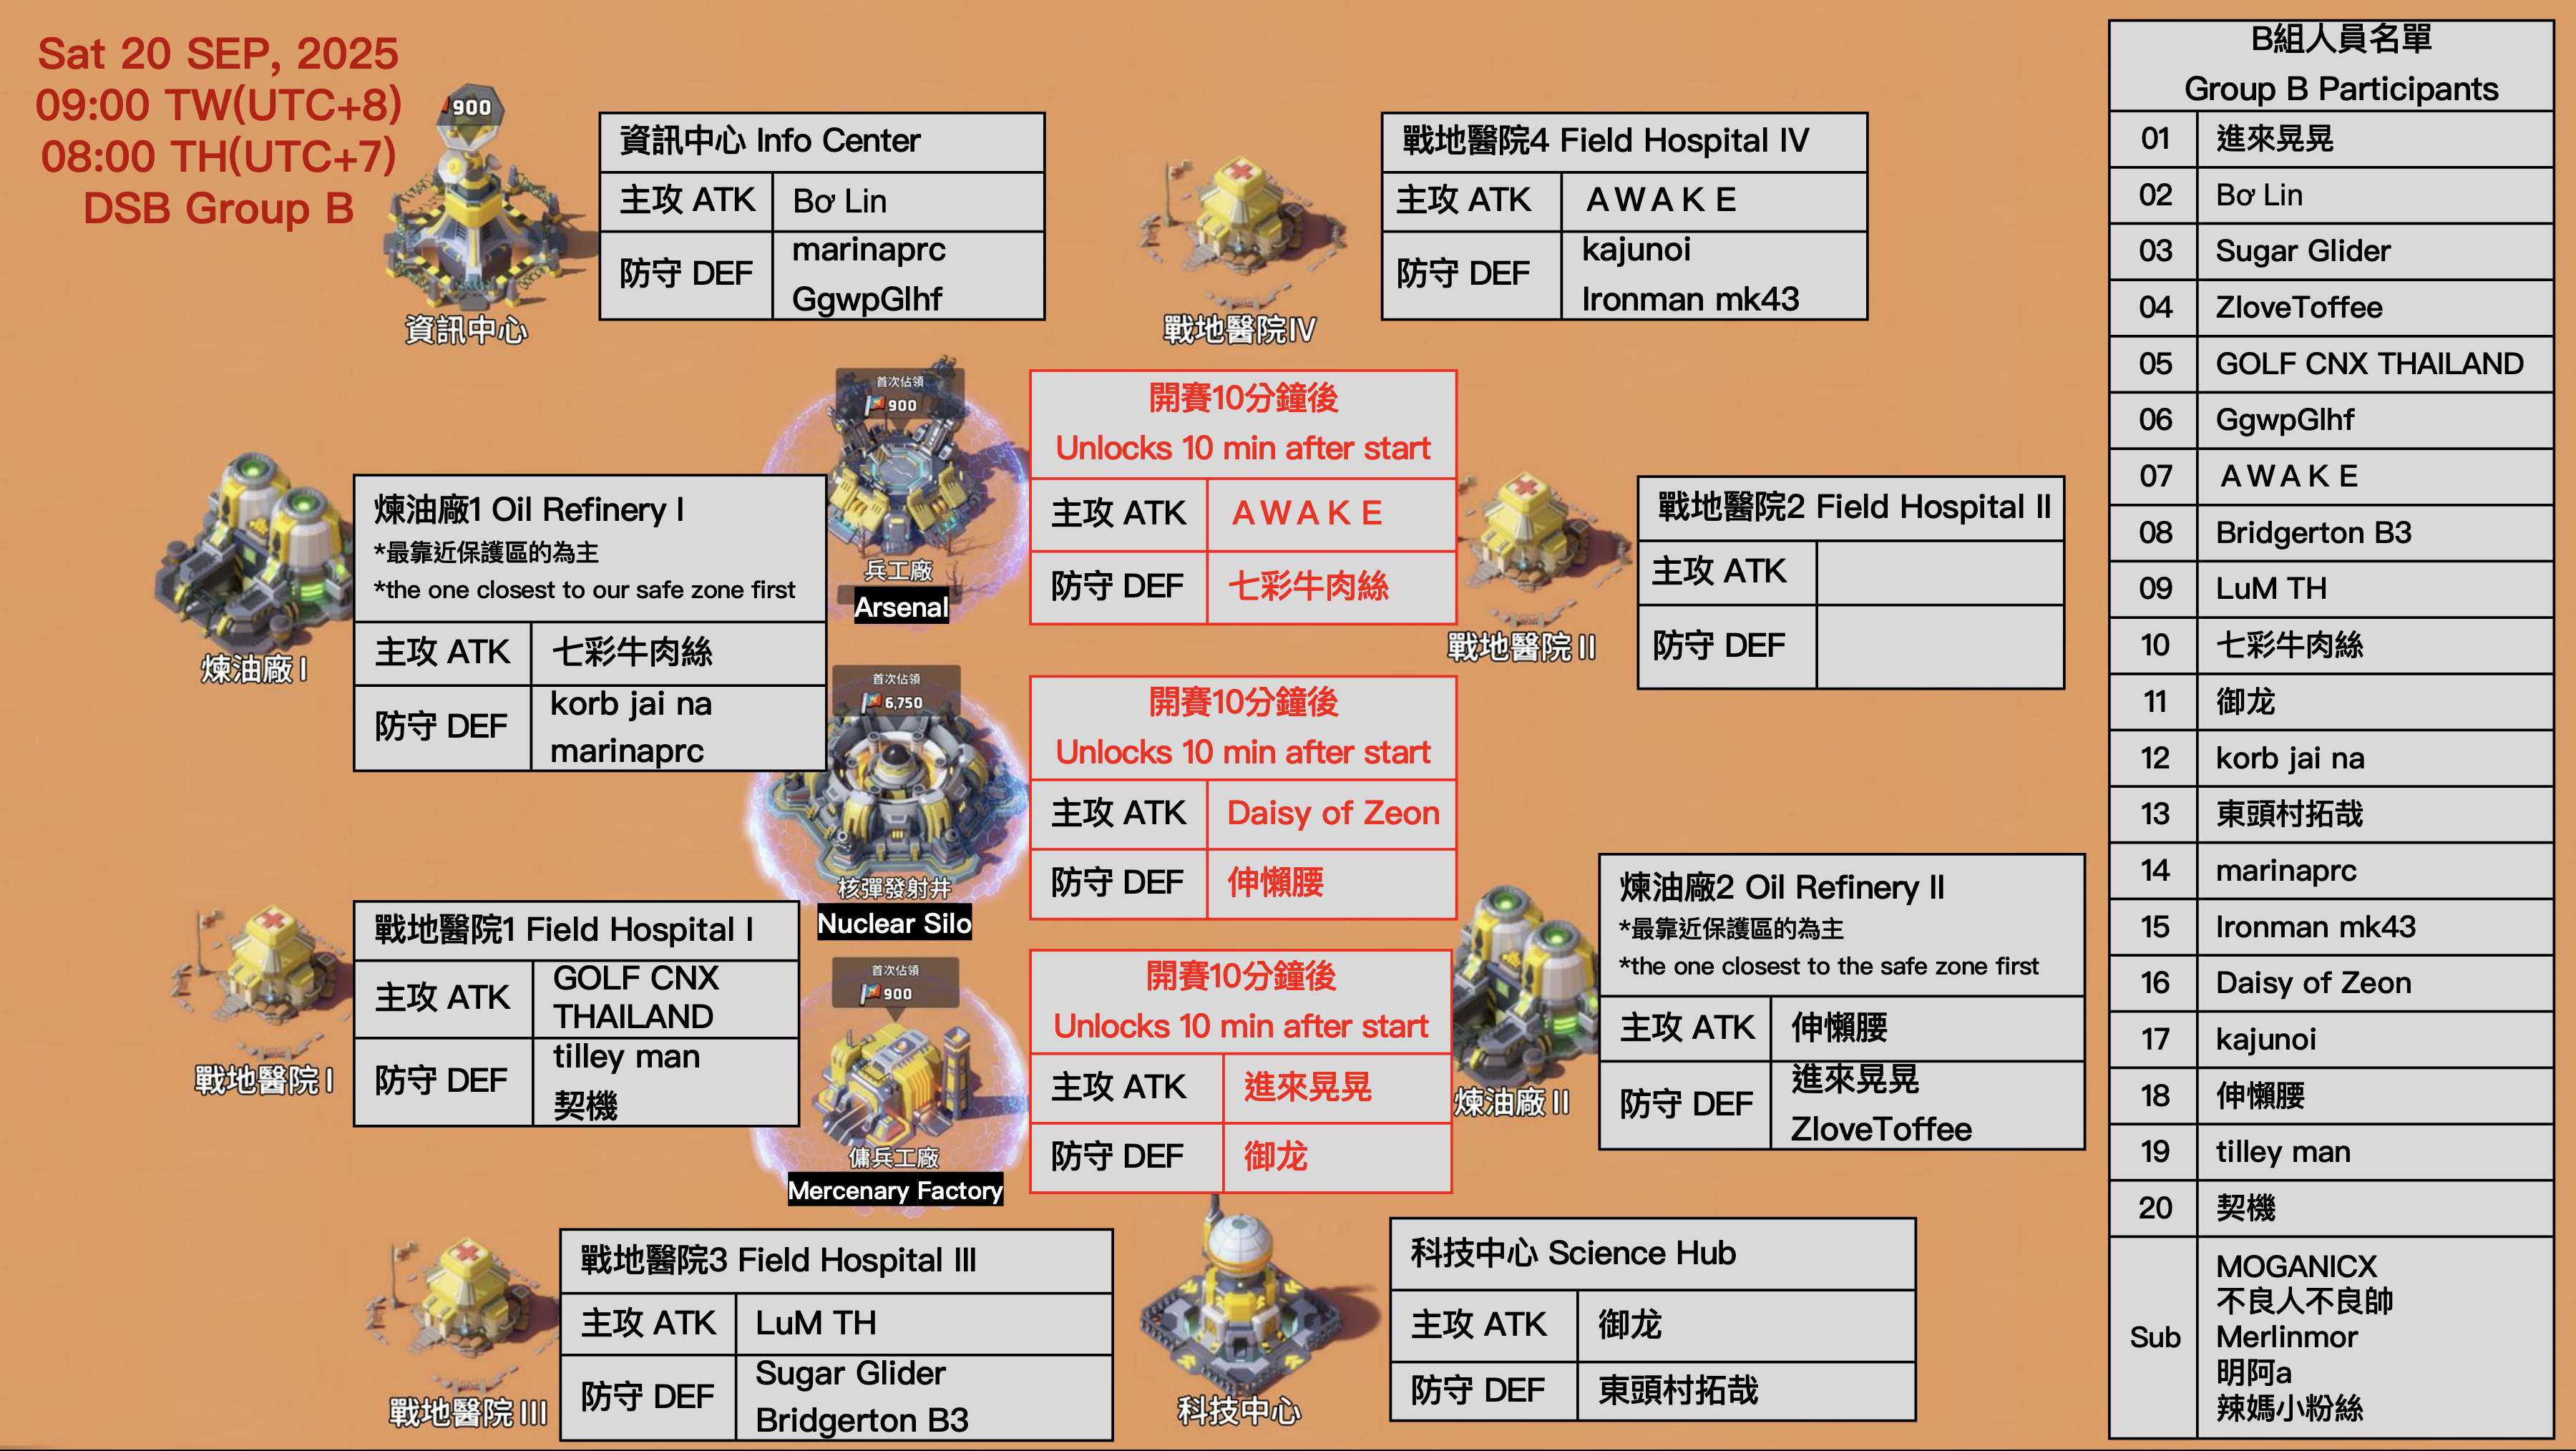 Sat 20 SEP, 2025
09:00 TW(UTC+8)
08:00 TH(UTC+7)
DSB Group B
900
資訊中心
資訊中心 Info Center
主攻 ATK
Bơ Lin
防守 DEF
marinaprc
GgwpGlhf
戰地醫院IV
戰地醫院4 Field Hospital IV
主攻 ATK
A W A K E
防守 DEF
kajunoi
Ironman mk43
首次佔領
900
兵工廠
Arsenal
開賽10分鐘後
Unlocks 10 min after start
主攻 ATK
A W A K E
防守 DEF
七彩牛肉絲
煉油廠 I
煉油廠1 Oil Refinery I
*最靠近保護區的為主
*the one closest to our safe zone first
主攻 ATK
七彩牛肉絲
防守 DEF
korb jai na
marinaprc
戰地醫院 II
戰地醫院2 Field Hospital II
主攻 ATK
防守 DEF
首次佔領
6,750
核彈發射井
Nuclear Silo
開賽10分鐘後
Unlocks 10 min after start
主攻 ATK
Daisy of Zeon
防守 DEF
伸懶腰
戰地醫院 I
戰地醫院1 Field Hospital I
主攻 ATK
GOLF CNX
THAILAND
防守 DEF
tilley man
契機
首次佔領
900
傭兵工廠
Mercenary Factory
開賽10分鐘後
Unlocks 10 min after start
主攻 ATK
進來晃晃
防守 DEF
御龙
煉油廠 II
煉油廠2 Oil Refinery II
*最靠近保護區的為主
*the one closest to the safe zone first
主攻 ATK
伸懶腰
防守 DEF
進來晃晃
ZloveToffee
戰地醫院 III
戰地醫院3 Field Hospital III
主攻 ATK
LuM TH
防守 DEF
Sugar Glider
Bridgerton B3
科技中心
科技中心 Science Hub
主攻 ATK
御龙
防守 DEF
東頭村拓哉
B組人員名單
Group B Participants
01 進來晃晃
02 Bơ Lin
03 Sugar Glider
04 ZloveToffee
05 GOLF CNX THAILAND
06 GgwpGlhf
07 A W A K E
08 Bridgerton B3
09 LuM TH
10 七彩牛肉絲
11 御龙
12 korb jai na
13 東頭村拓哉
14 marinaprc
15 Ironman mk43
16 Daisy of Zeon
17 kajunoi
18 伸懶腰
19 tilley man
20 契機
Sub
MOGANICX
不良人不良帥
Merlinmor
明阿a
辣媽小粉絲